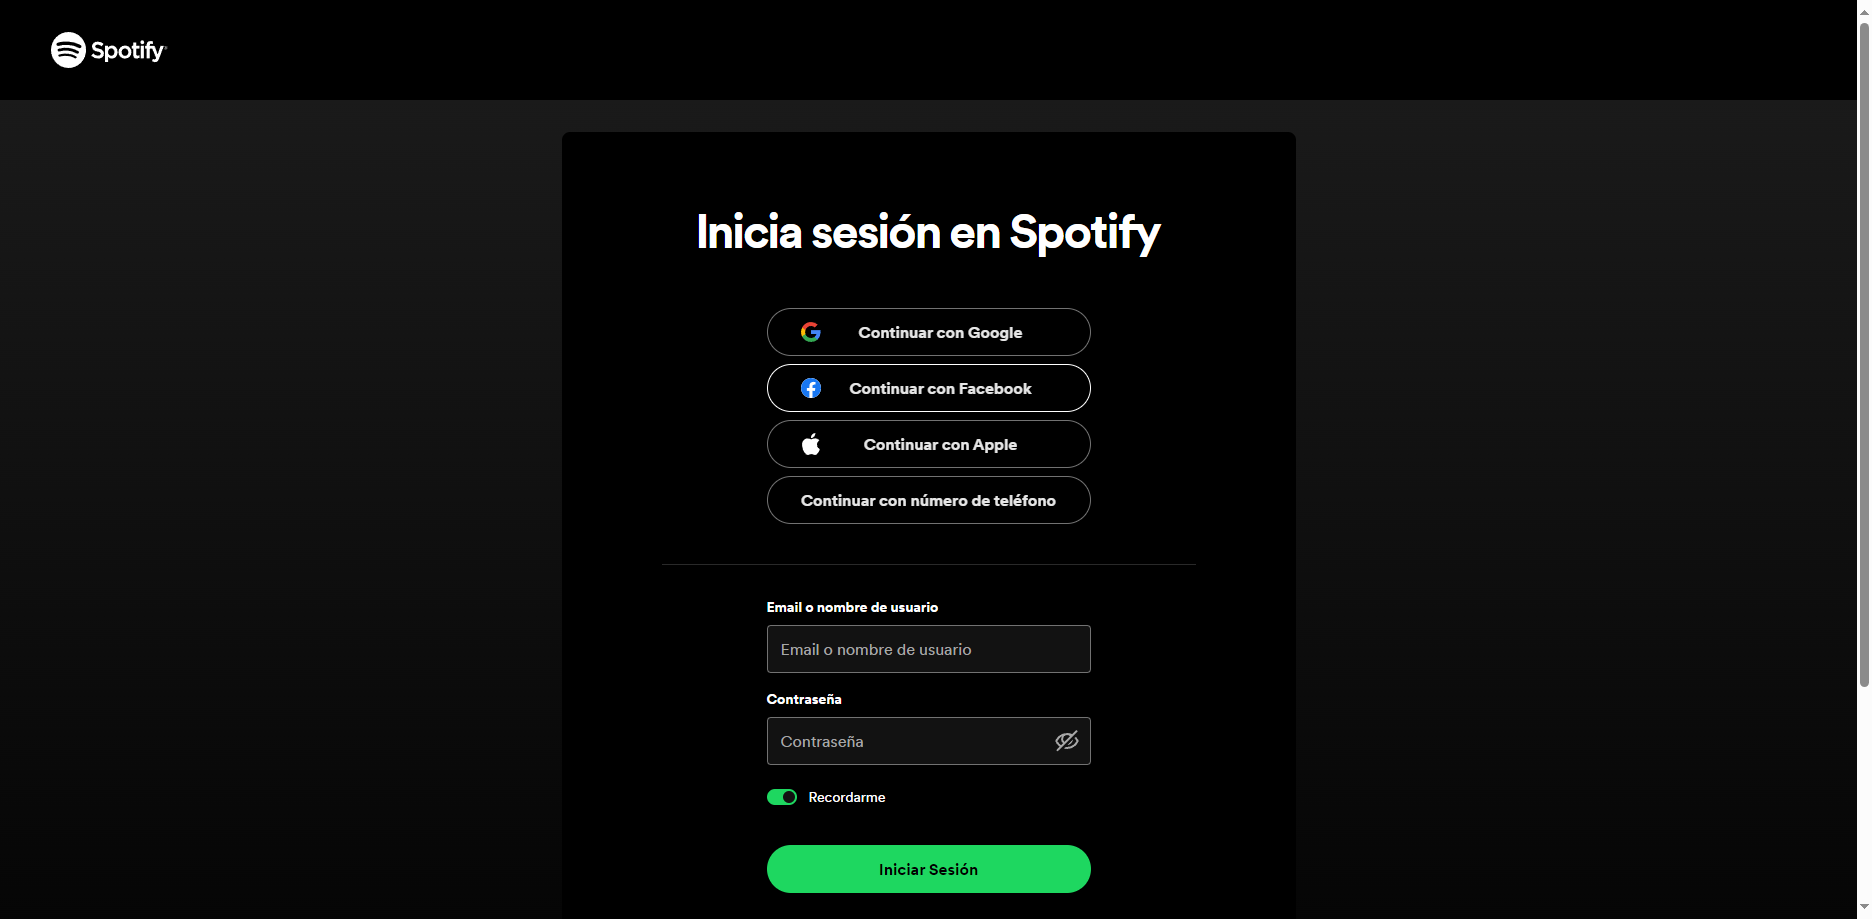 Spotify
Inicia sesión en Spotify
Continuar con Google
Continuar con Facebook
Continuar con Apple
Continuar con número de teléfono
Email o nombre de usuario
Email o nombre de usuario
Contraseña
Contraseña
Recordarme
Iniciar Sesión